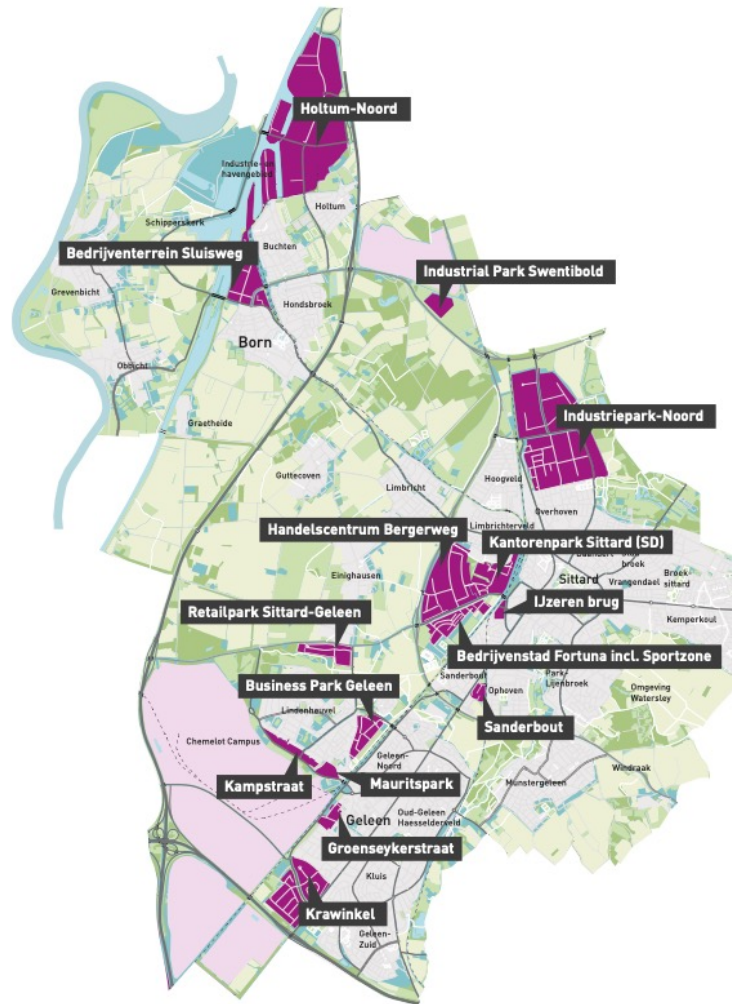 Holtum-Noord
Industrie- en
havengebied
Holtum
Schipperskerk
Buchten
Bedrijventerrein Sluisweg
Industrial Park Swentibold
Grevenbicht
Hondsbroek
Born
Obbicht
Industriepark-Noord
Graetheide
Guttecoven
Limbricht
Hoogveld
Overhoven
Limbrichterveld
Handelscentrum Bergerweg
Kantorenpark Sittard (SD)
broek
Broek-
sittard
Einighausen
Sittard
Vrangendael
IJzeren brug
Kemperkoul
Retailpark Sittard-Geleen
Bedrijvenstad Fortuna incl. Sportzone
Sanderbout
Park-
Lijenbroek
Business Park Geleen
Ophoven
Omgeving
Watersley
Lindenheuvel
Sanderbout
Chemelot Campus
Geleen-
Noord
Windraak
Kampstraat
Mauritspark
Munstergeleen
Geleen
Oud-Geleen
Haesselderveld
Groenseykerstraat
Kluis
Krawinkel
Geleen-
Zuid